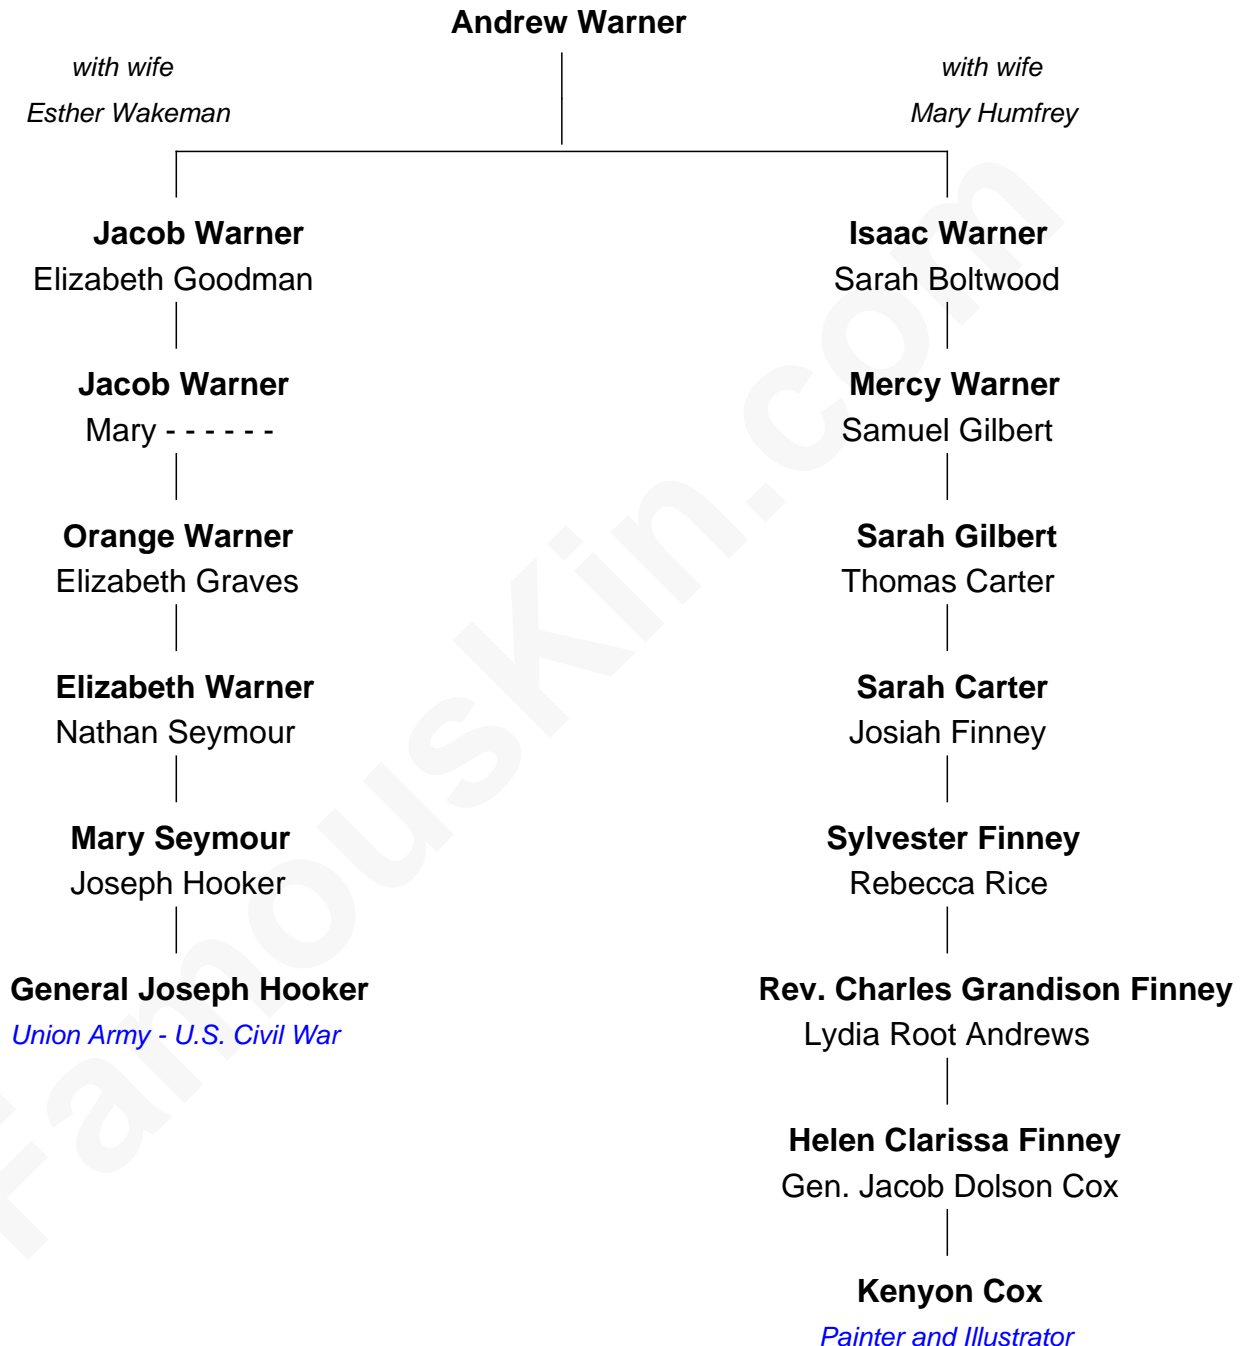 Andrew Warner
with wife
Esther Wakeman
with wife
Mary Humfrey
Jacob Warner
Elizabeth Goodman
Jacob Warner
Mary - - - - - -
Orange Warner
Elizabeth Graves
Elizabeth Warner
Nathan Seymour
Mary Seymour
Joseph Hooker
General Joseph Hooker
Union Army - U.S. Civil War
Isaac Warner
Sarah Boltwood
Mercy Warner
Samuel Gilbert
Sarah Gilbert
Thomas Carter
Sarah Carter
Josiah Finney
Sylvester Finney
Rebecca Rice
Rev. Charles Grandison Finney
Lydia Root Andrews
Helen Clarissa Finney
Gen. Jacob Dolson Cox
Kenyon Cox
Painter and Illustrator
FamousKin.com